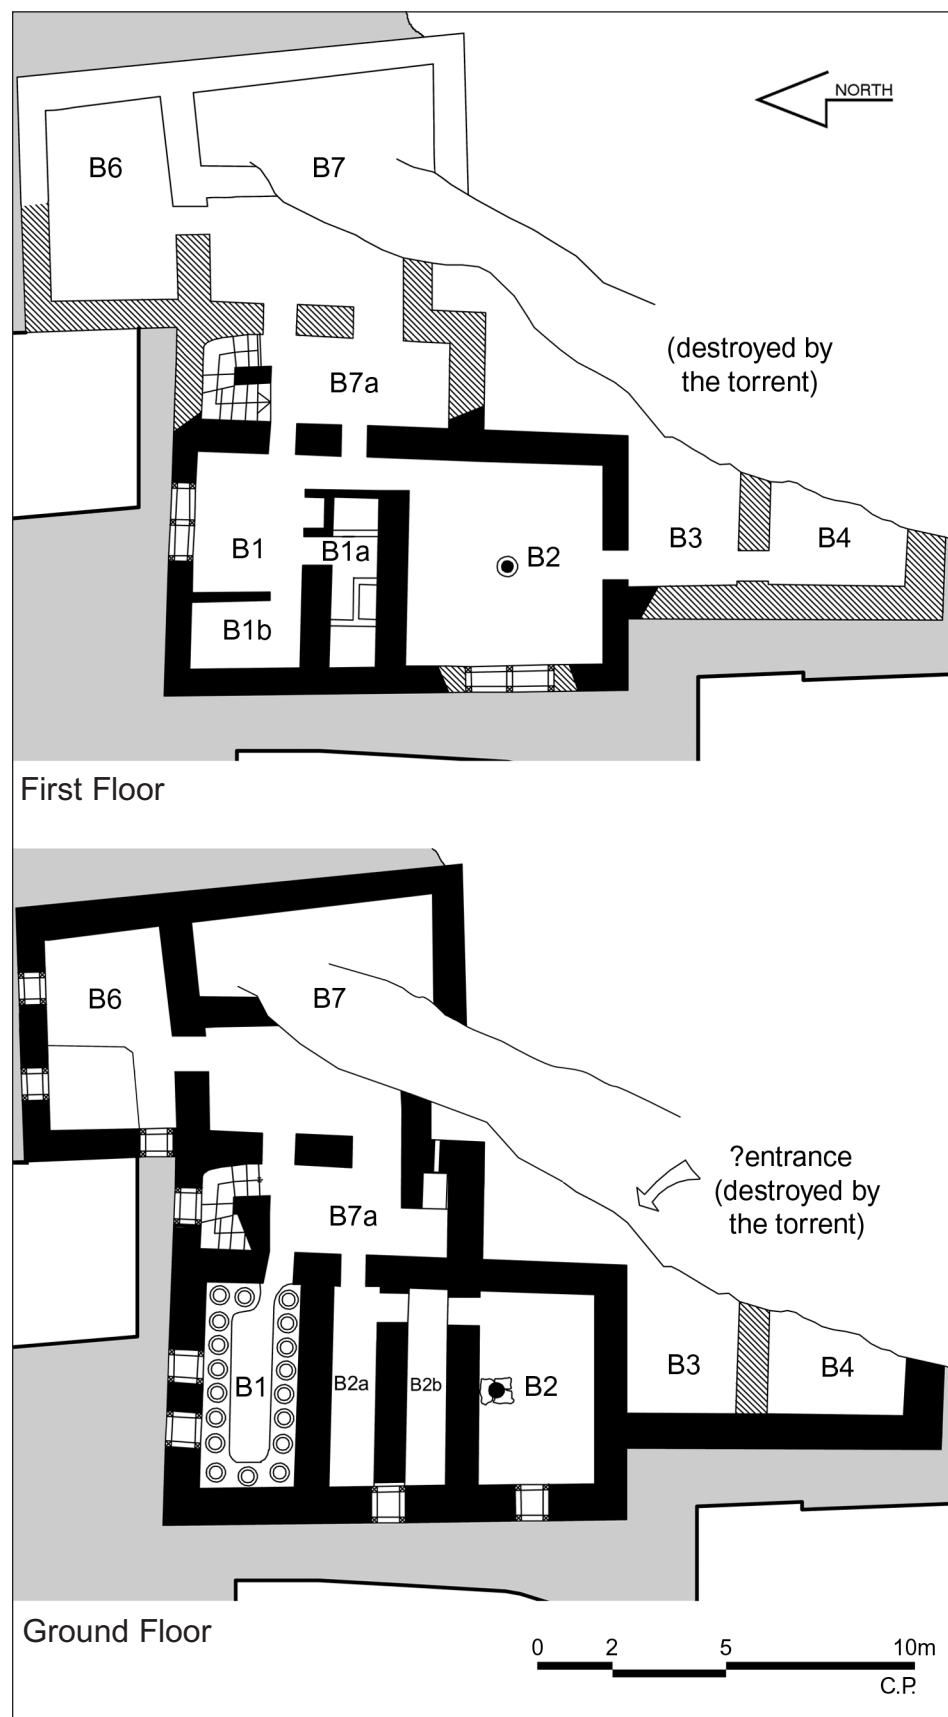 NORTH
B6
B7
(destroyed by
the torrent)
B7a
B1
B1a
B2
B3
B4
B1b
First Floor
B6
B7
?entrance
(destroyed by
the torrent)
B7a
B1
B2a
B2b
B2
B3
B4
Ground Floor
0 2 5 10m
C.P.